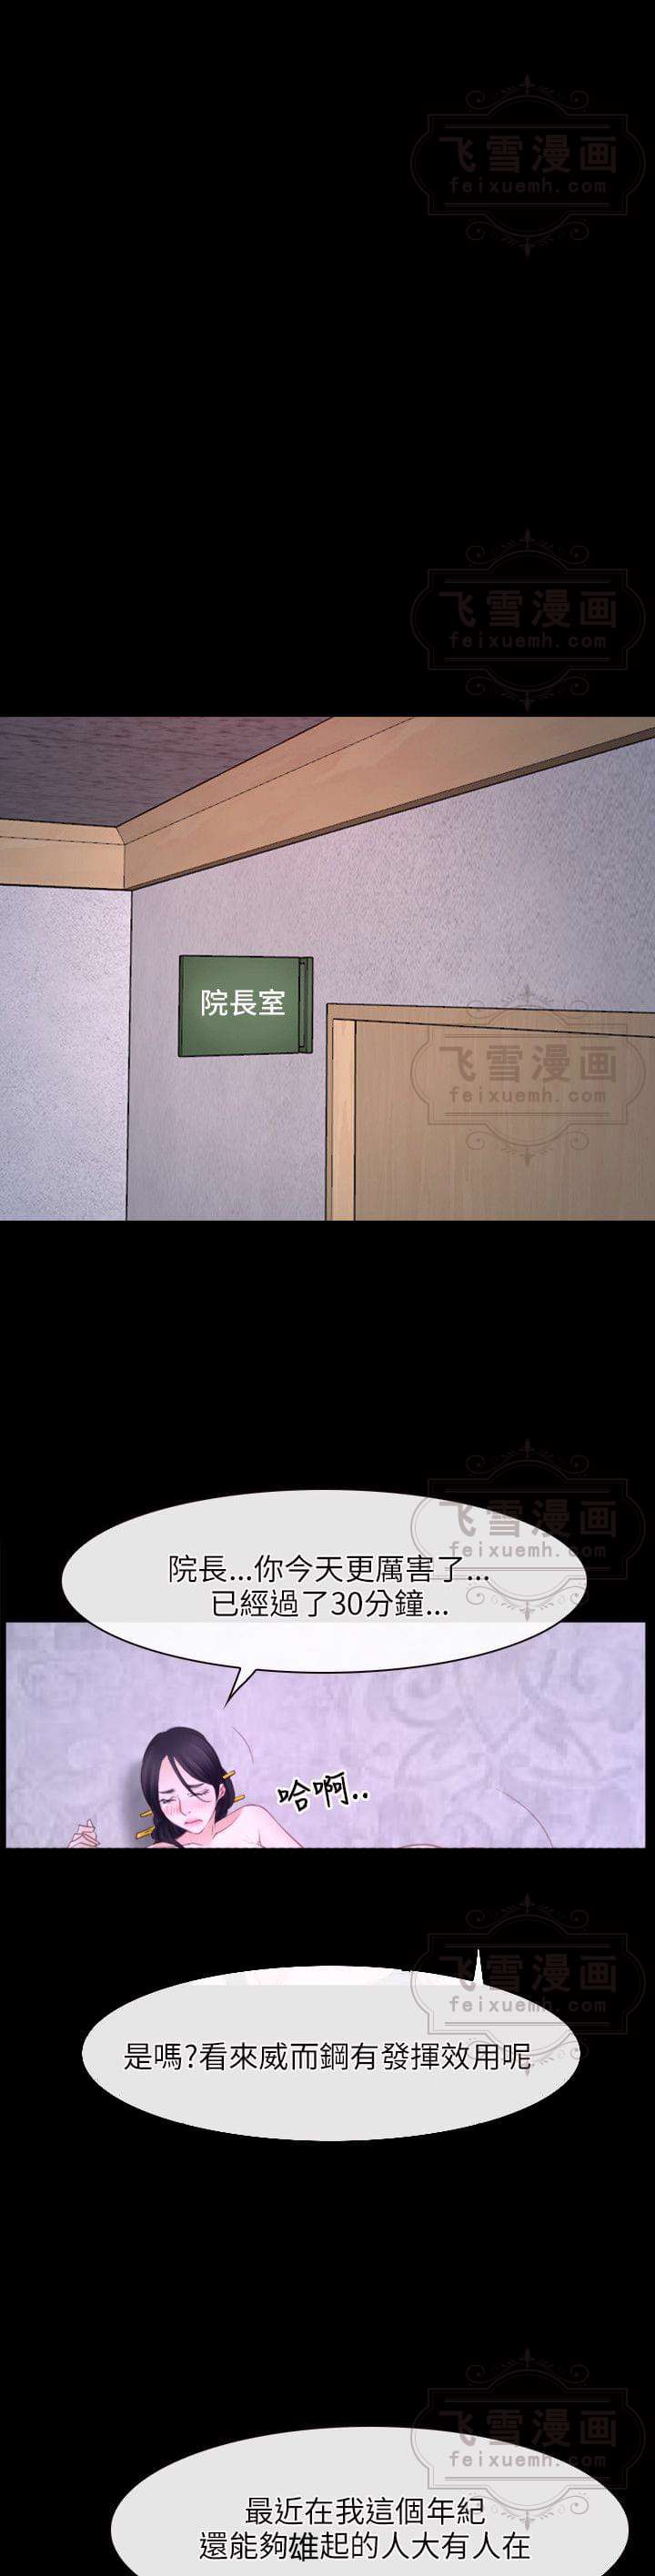 飞雪漫画
feixuemh.com
飞雪漫画
feixuemh.com
院長室
飞雪漫画
feixuemh.com
飞雪漫画
feixuemh.com
院長...你今天更厲害了...
已經過了30分鐘...
哈啊..
飞雪漫画
feixuemh.com
是嗎?看來威而鋼有發揮效用呢
飞雪漫画
feixuemh.com
最近在我這個年紀
還能夠雄起的人大有人在